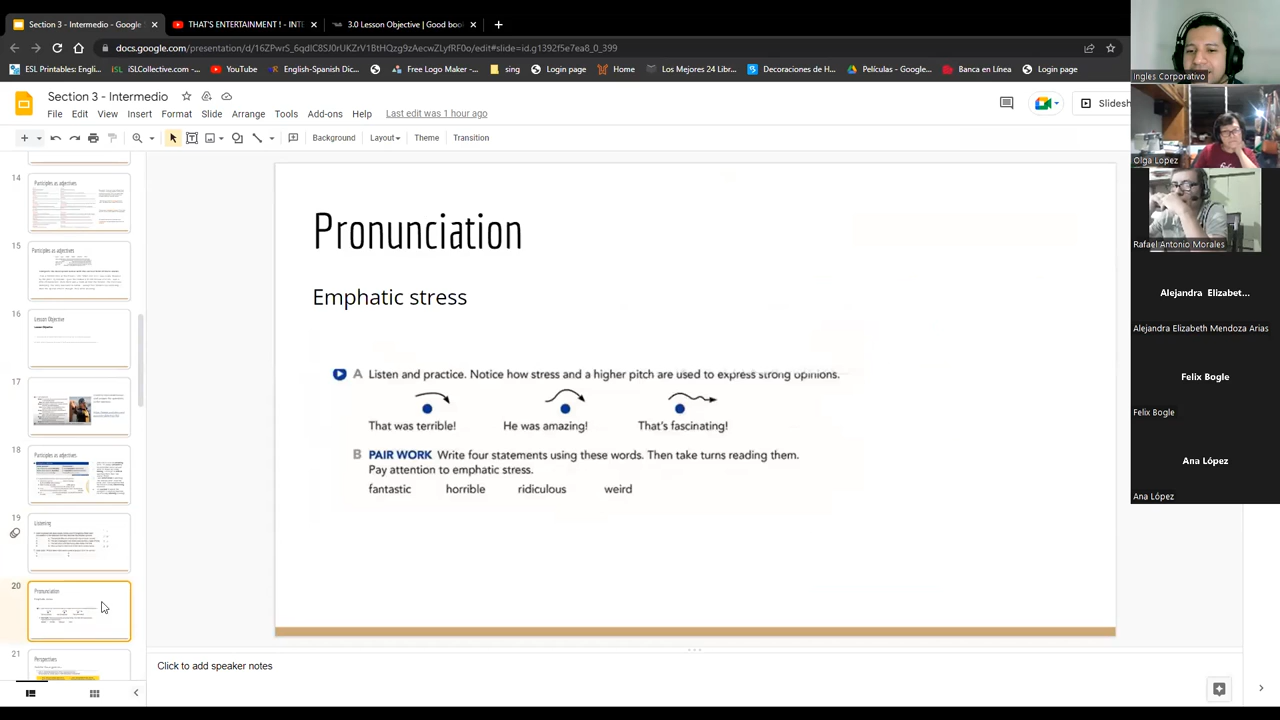 Section 3 - Intermedio - Google
THAT'S ENTERTAINMENT ! - INTE
3.0 Lesson Objective | Good boo
docs.google.com/presentation/d/16ZPwrS_6qdIC8SJ0rUKZrV1BtHQzg9zAecwZLyfRF0o/edit#slide=id.g1392f5e7ea8_0_399
ESL Printables: Engli...
iSLCollective.com -...
YouTube
English-Spanish Dic...
Free Logo Maker -...
ing
Login page
Home
Los Mejores 24 Libr...
Decoraciones de H...
Películas - Google...
Banca en Línea
Login page
Section 3 - Intermedio
File Edit View Insert Format Slide Arrange Tools Add-ons Help Last edit was 1 hour ago
Slidesh
Background Layout Theme Transition
14
Participles as adjectives
15
Participles as adjectives
16
Lesson Objective
Lesson Objective
17
18
Participles as adjectives
19
Listening
20
Pronunciation
Emphatic stress
21
Perspectives
Pronunciation
Emphatic stress
A Listen and practice. Notice how stress and a higher pitch are used to express strong opinions.
That was terrible! He was amazing! That's fascinating!
B PAIR WORK Write four statements using these words. Then take turns reading them.
Pay attention to emphatic stress.
fantastic horrible ridiculous weird
Click to add speaker notes
Ingles Corporativo
Olga Lopez
Rafael Antonio Morales
Alejandra Elizabet...
Alejandra Elizabeth Mendoza Arias
Felix Bogle
Felix Bogle
Ana López
Ana López